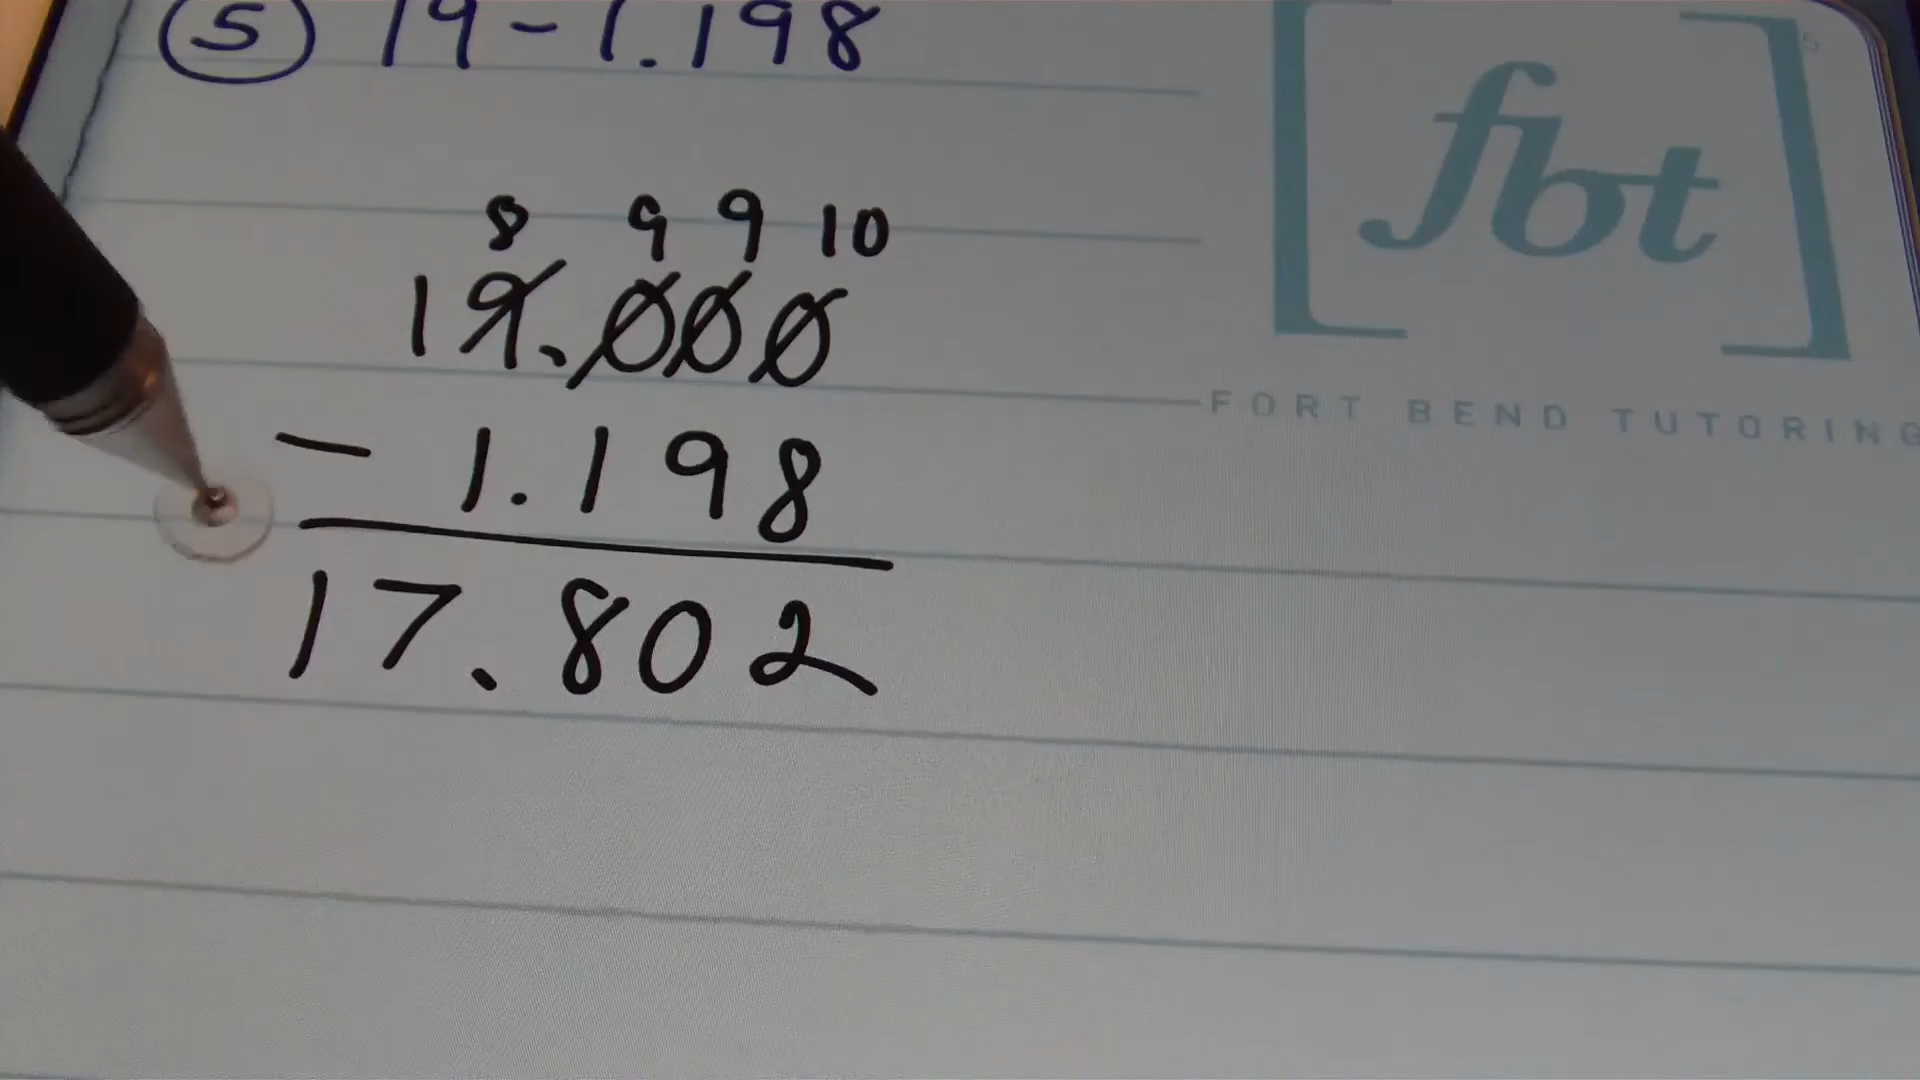 5 19 - 1.198
8 9 9 10
19.000
- 1.198
17.802
fbt
FORT BEND TUTORING